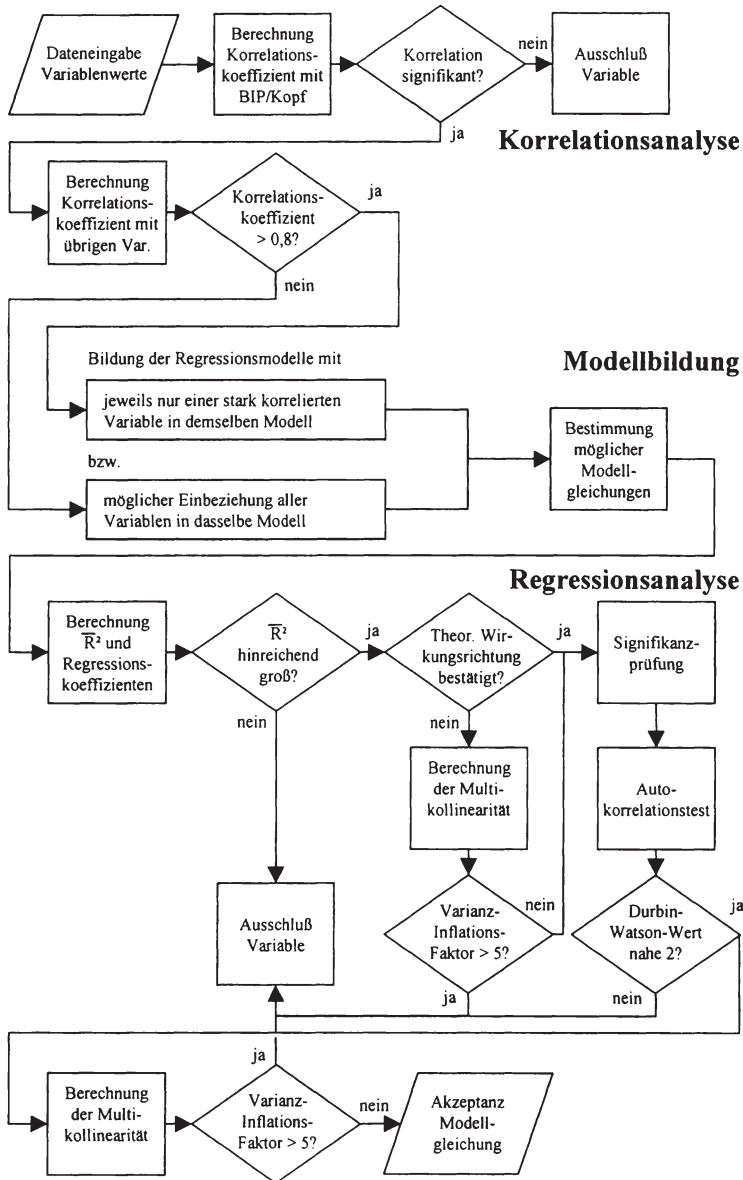 Dateneingabe
Variablenwerte
Berechnung
Korrelations-
koeffizient mit
BIP/Kopf
Korrelation
signifikant?
nein
Ausschluß
Variable
ja
Korrelationsanalyse
Berechnung
Korrelations-
koeffizient mit
übrigen Var.
Korrelations-
koeffizient
> 0,8?
ja
nein
Bildung der Regressionsmodelle mit
Modellbildung
jeweils nur einer stark korrelierten
Variable in demselben Modell
bzw.
möglicher Einbeziehung aller
Variablen in dasselbe Modell
Bestimmung
möglicher
Modell-
gleichungen
Regressionsanalyse
Berechnung
R̅² und
Regressions-
koeffizienten
R̅²
hinreichend
groß?
ja
nein
Theor. Wir-
kungsrichtung
bestätigt?
ja
nein
Signifikanz-
prüfung
Berechnung
der Multi-
kollinearität
Auto-
korrelationstest
Ausschluß
Variable
Varianz-
Inflations-
Faktor > 5?
nein
ja
Durbin-
Watson-Wert
nahe 2?
ja
nein
Berechnung
der Multi-
kollinearität
ja
Varianz-
Inflations-
Faktor > 5?
nein
Akzeptanz
Modell-
gleichung